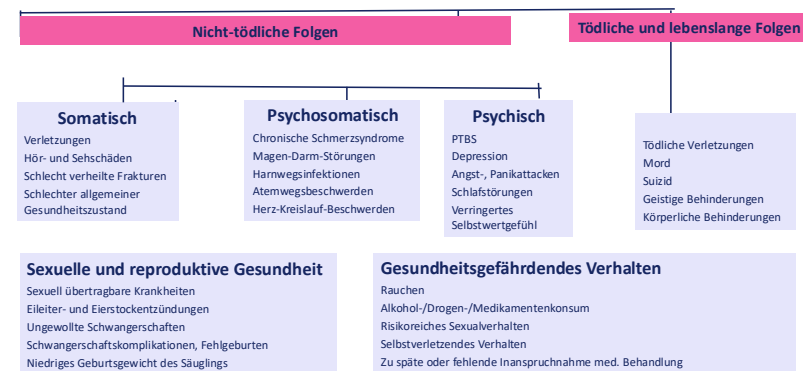 Nicht-tödliche Folgen
Tödliche und lebenslange Folgen
Somatisch
Verletzungen
Hör- und Sehschäden
Schlecht verheilte Frakturen
Schlechter allgemeiner
Gesundheitszustand
Psychosomatisch
Chronische Schmerzsyndrome
Magen-Darm-Störungen
Harnwegsinfektionen
Atemwegsbeschwerden
Herz-Kreislauf-Beschwerden
Psychisch
PTBS
Depression
Angst-, Panikattacken
Schlafstörungen
Verringertes
Selbstwertgefühl
Tödliche Verletzungen
Mord
Suizid
Geistige Behinderungen
Körperliche Behinderungen
Sexuelle und reproduktive Gesundheit
Sexuell übertragbare Krankheiten
Eileiter- und Eierstockentzündungen
Ungewollte Schwangerschaften
Schwangerschaftskomplikationen, Fehlgeburten
Niedriges Geburtsgewicht des Säuglings
Gesundheitsgefährdendes Verhalten
Rauchen
Alkohol-/Drogen-/Medikamentenkonsum
Risikoreiches Sexualverhalten
Selbstverletzendes Verhalten
Zu späte oder fehlende Inanspruchnahme med. Behandlung